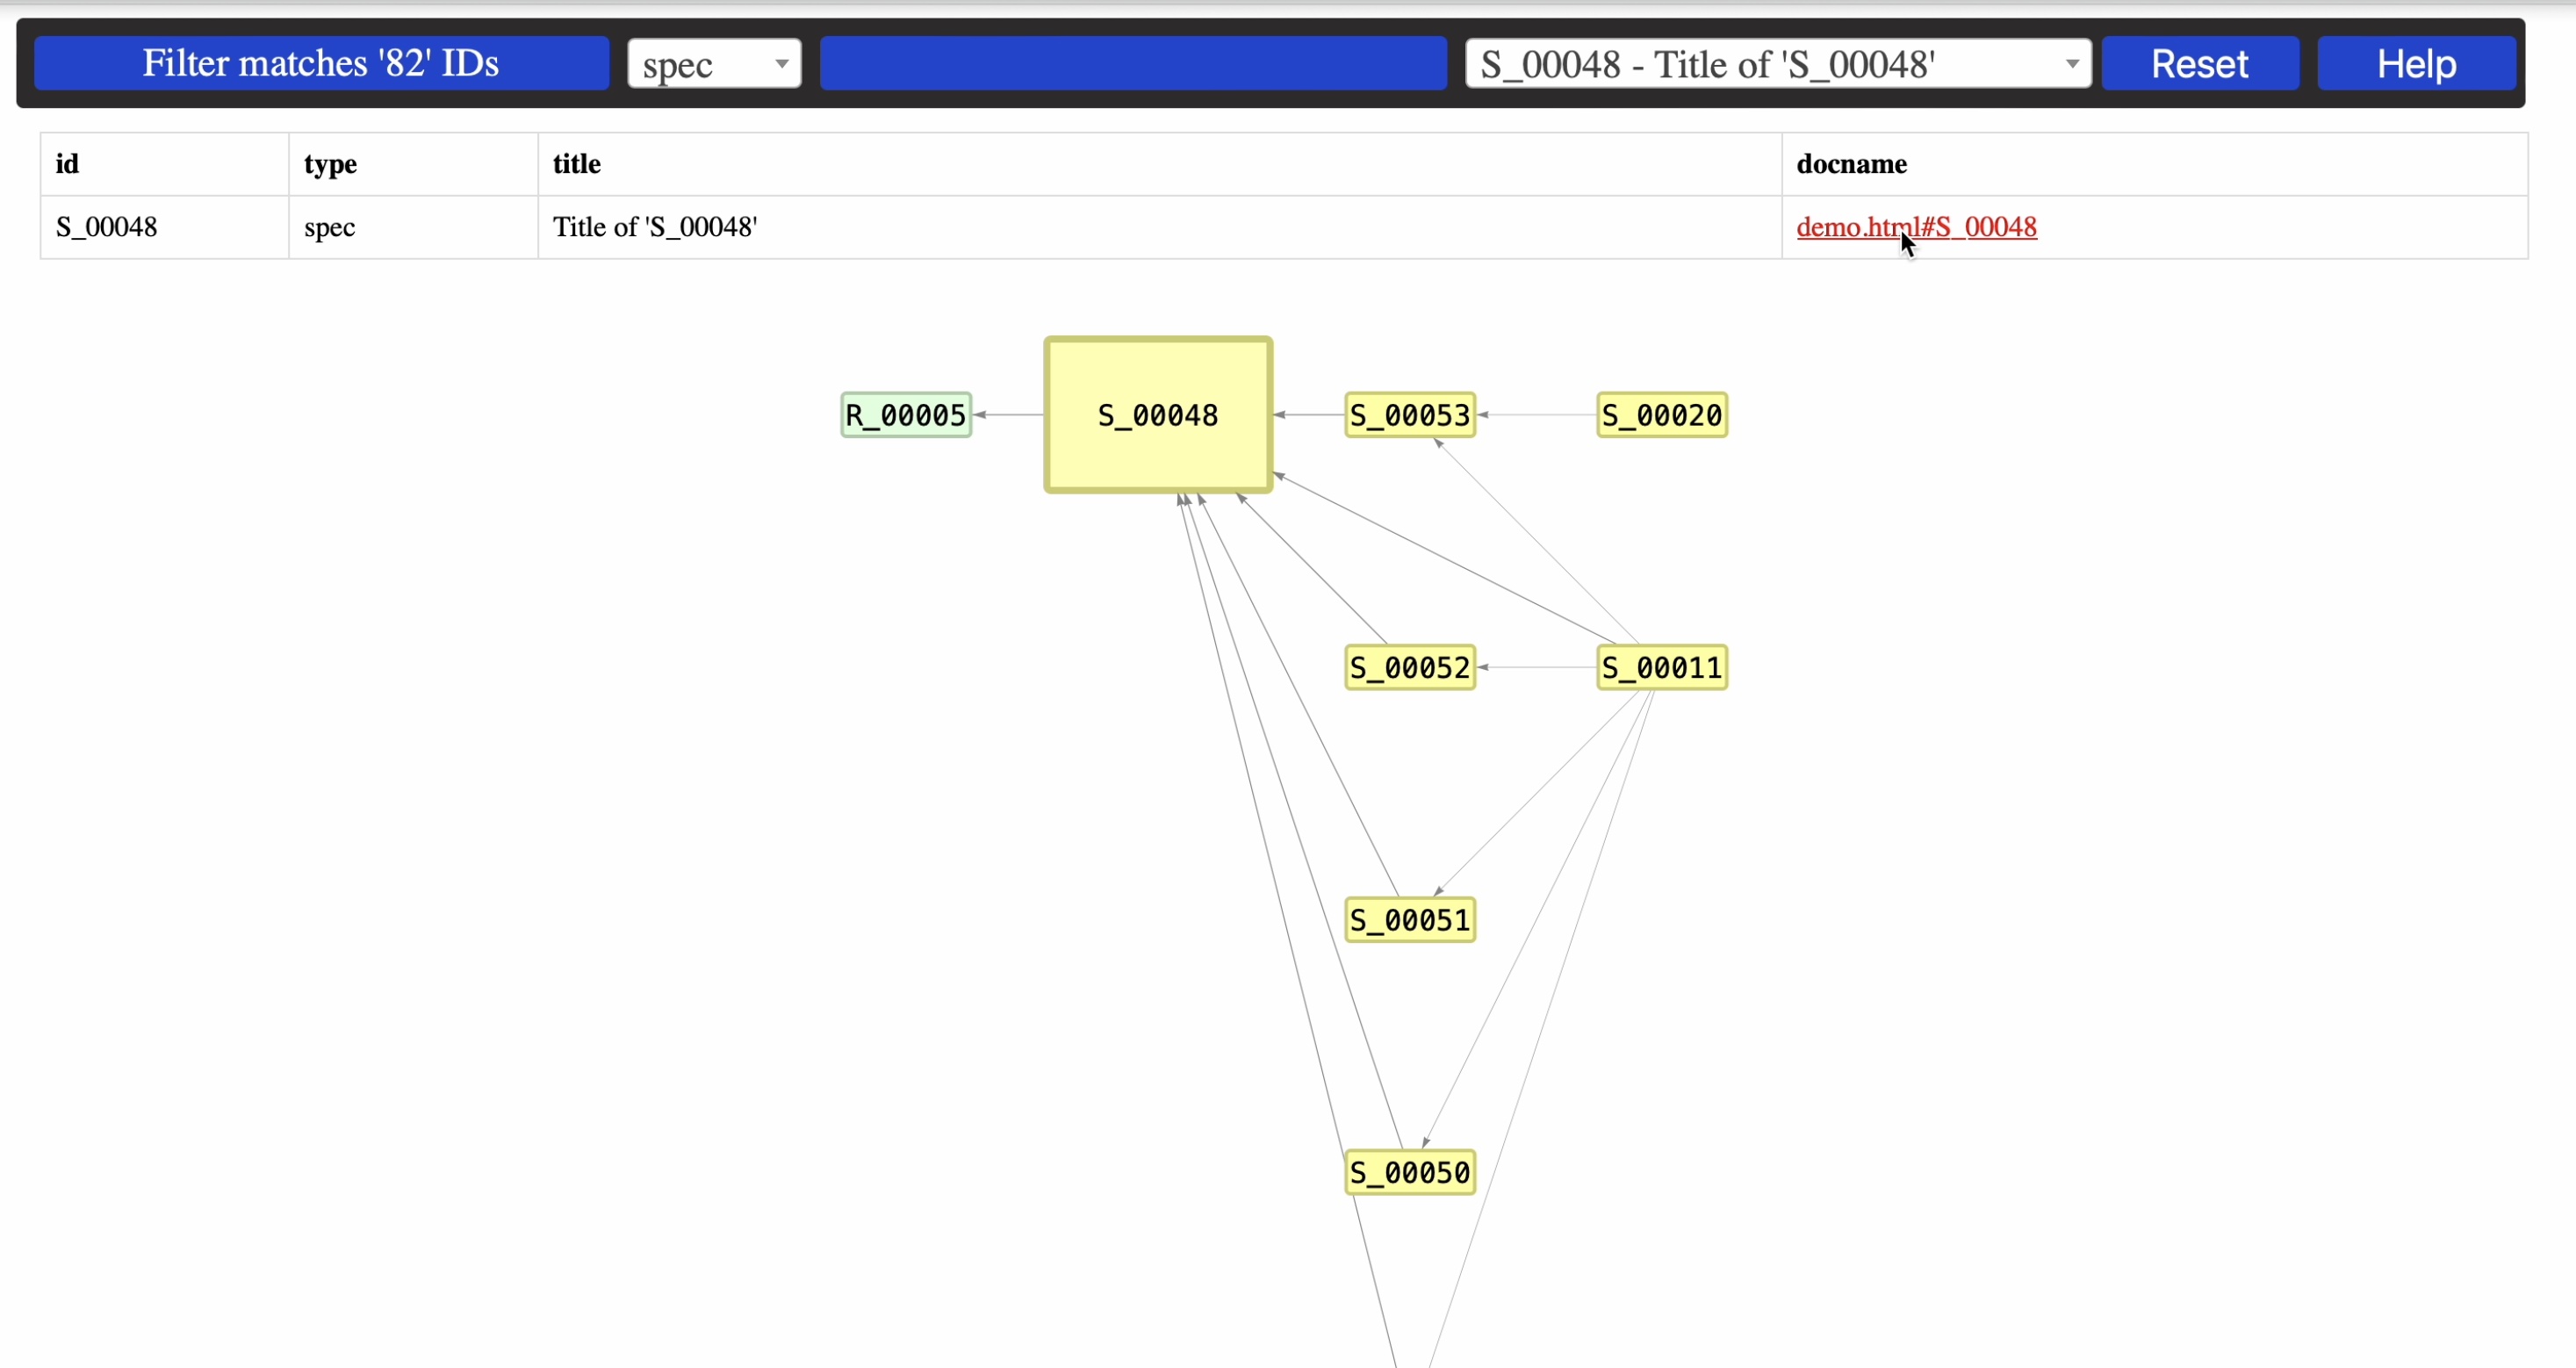 Filter matches '82' IDs spec S_00048 - Title of 'S_00048' Reset Help
id type title docname
S_00048 spec Title of 'S_00048' demo.html#S_00048
R_00005 S_00048 S_00053 S_00020
S_00052 S_00011
S_00051
S_00050